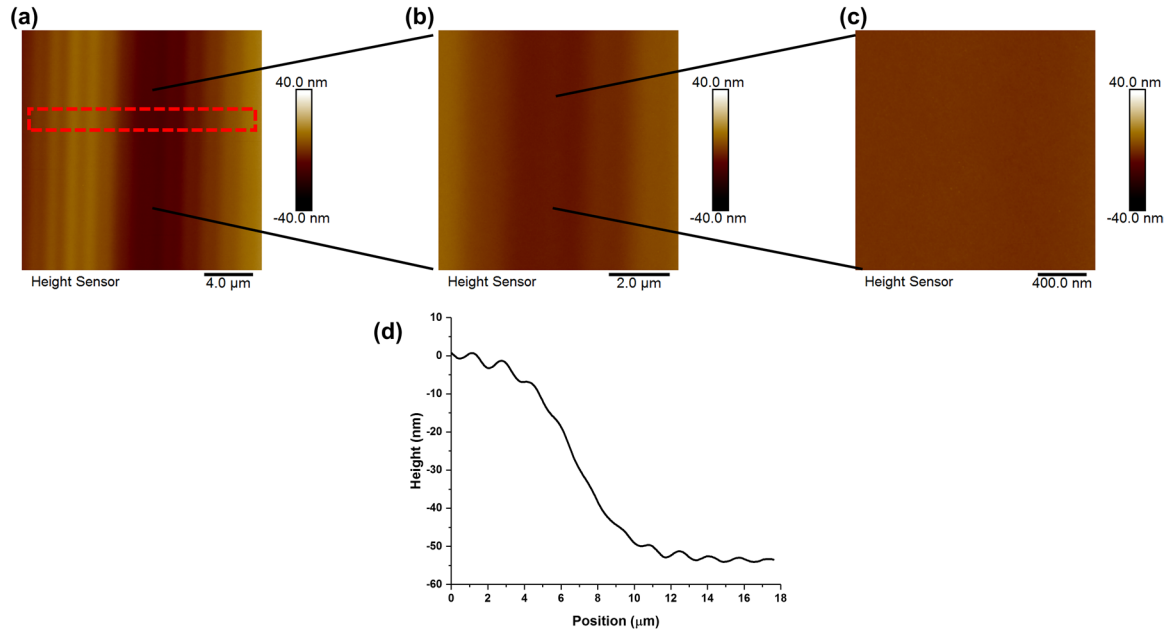 (a)
40.0 nm
-40.0 nm
Height Sensor
4.0 µm
(b)
40.0 nm
-40.0 nm
Height Sensor
2.0 µm
(c)
40.0 nm
-40.0 nm
Height Sensor
400.0 nm
(d)
10
0
-10
-20
-30
-40
-50
-60
Height (nm)
0 2 4 6 8 10 12 14 16 18
Position (µm)